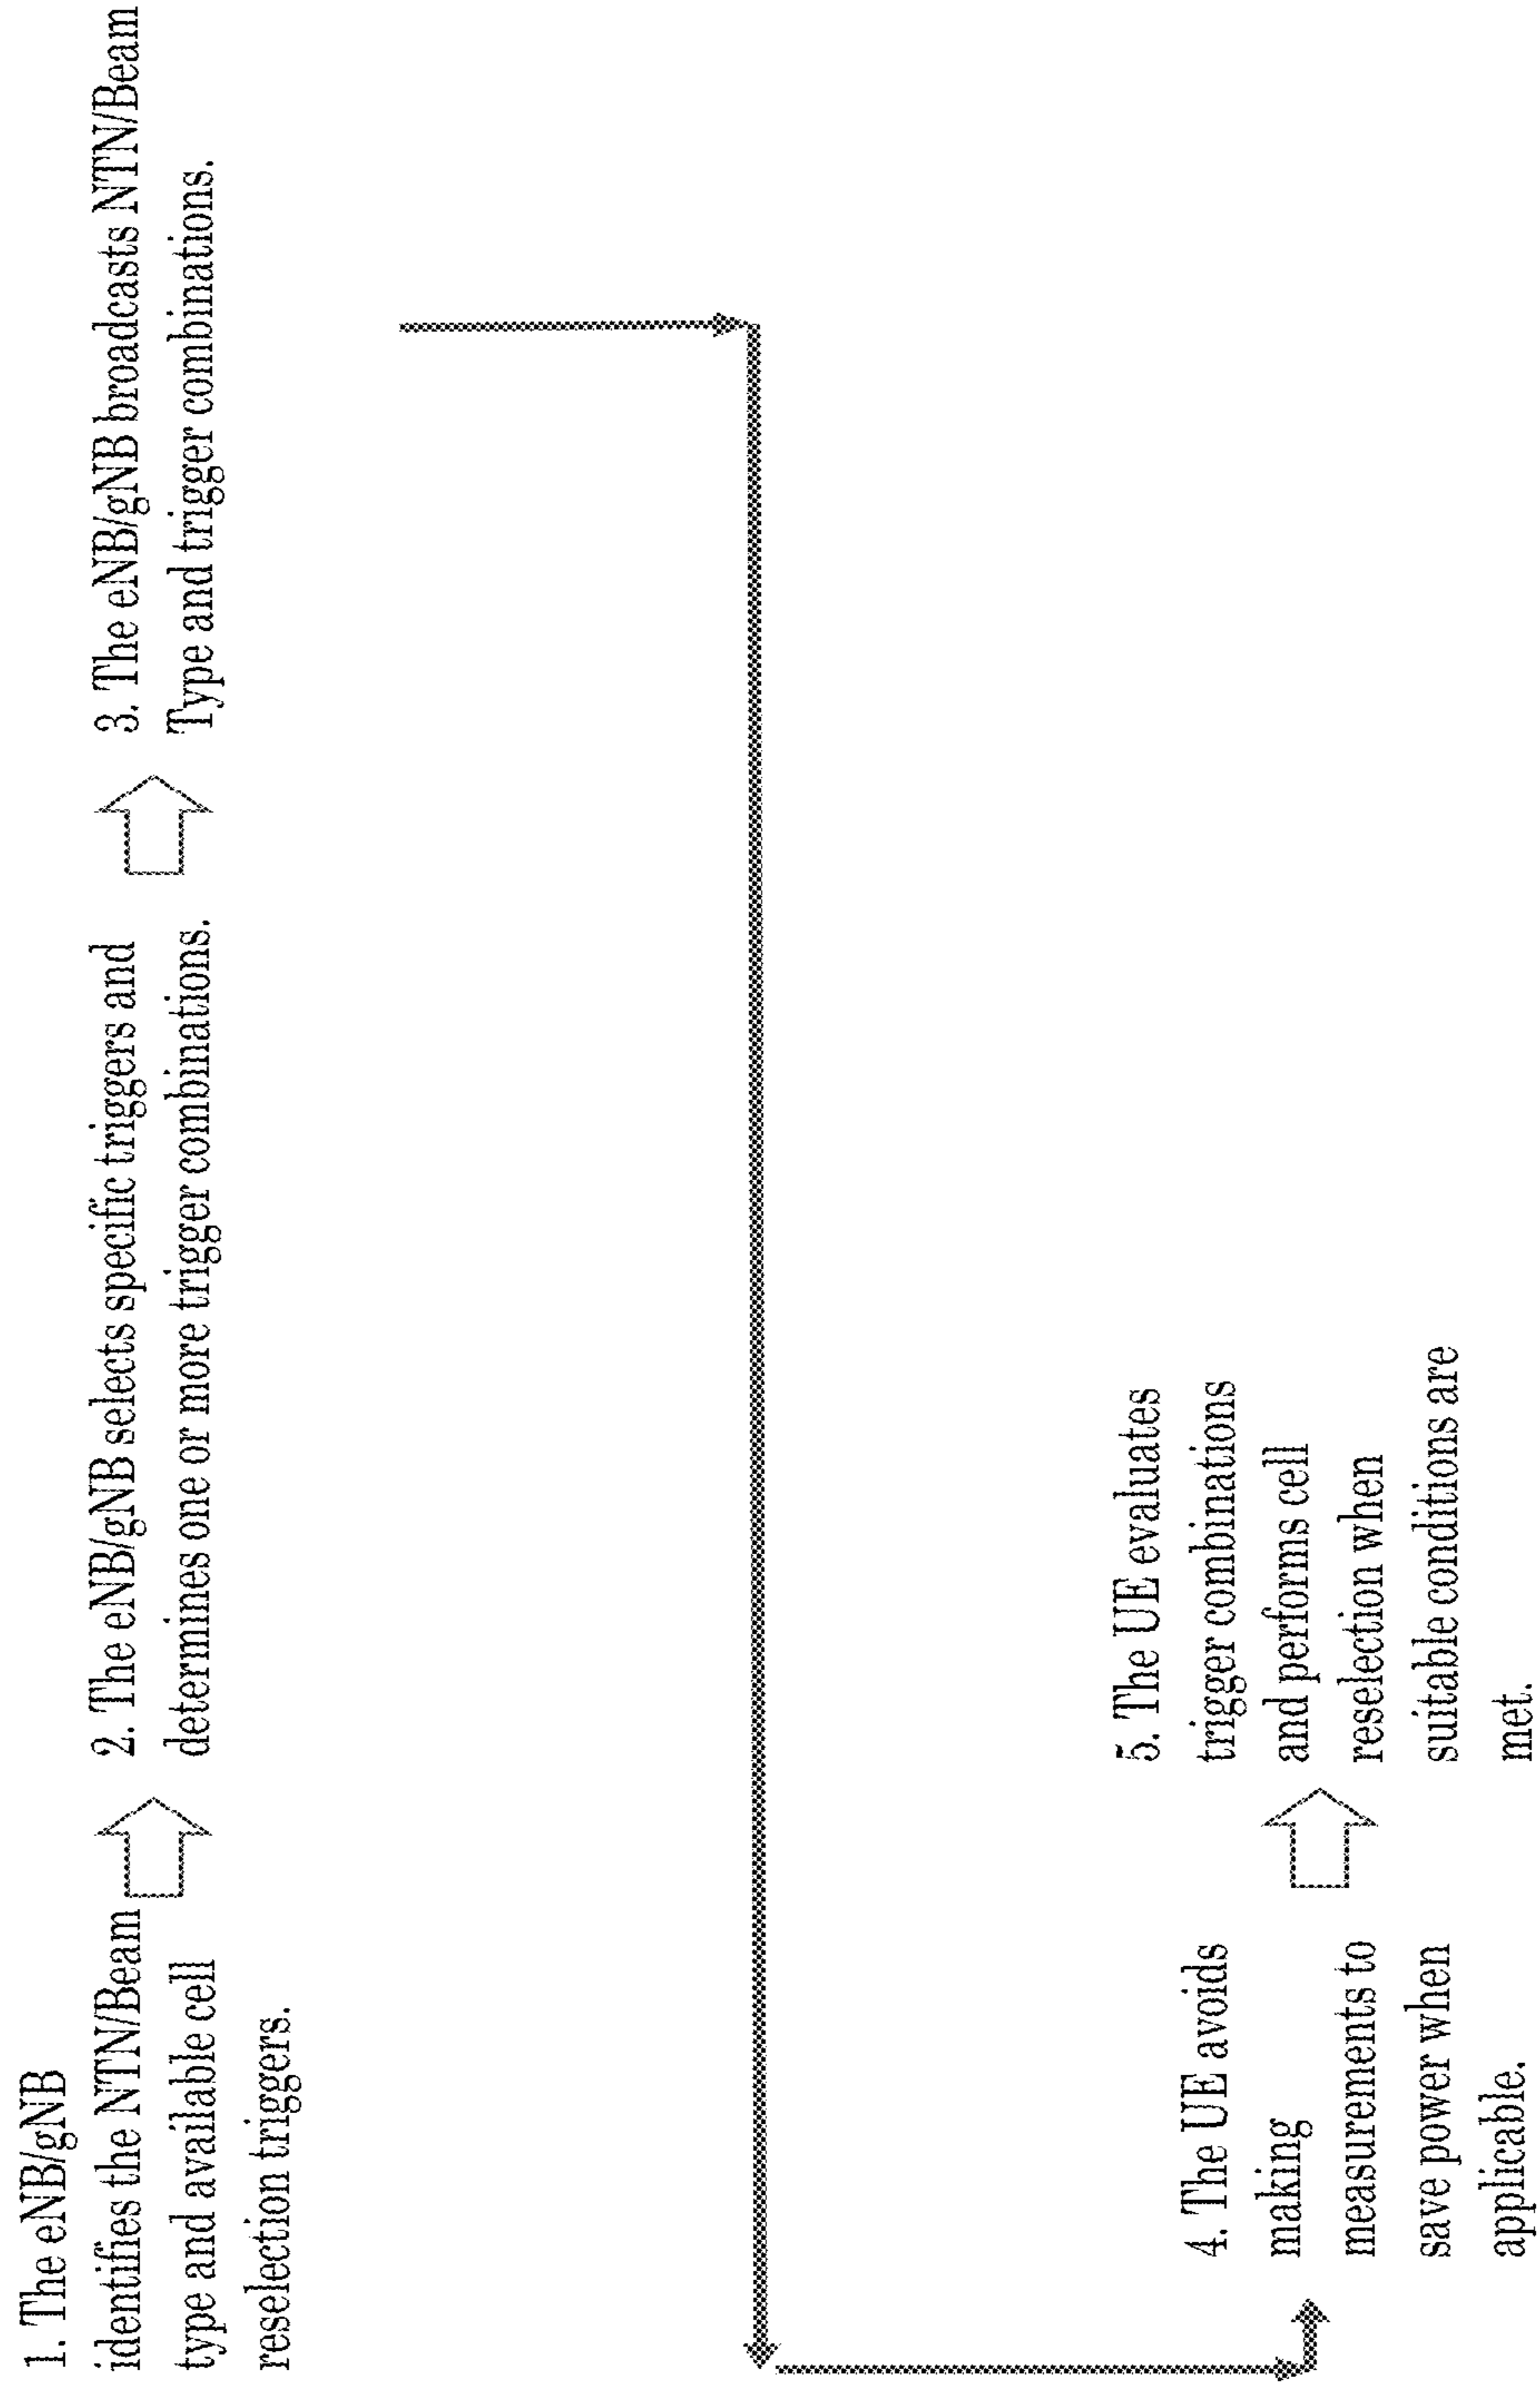 1. The eNB/gNB
identifies the NTN/Beam
type and available cell
reselection triggers.
2. The eNB/gNB selects specific triggers and
determines one or more trigger combinations.
3. The eNB/gNB broadcasts NTN/Beam
Type and trigger combinations.
4. The UE avoids
making
measurements to
save power when
applicable.
5. The UE evaluates
trigger combinations
and performs cell
reselection when
suitable conditions are
met.